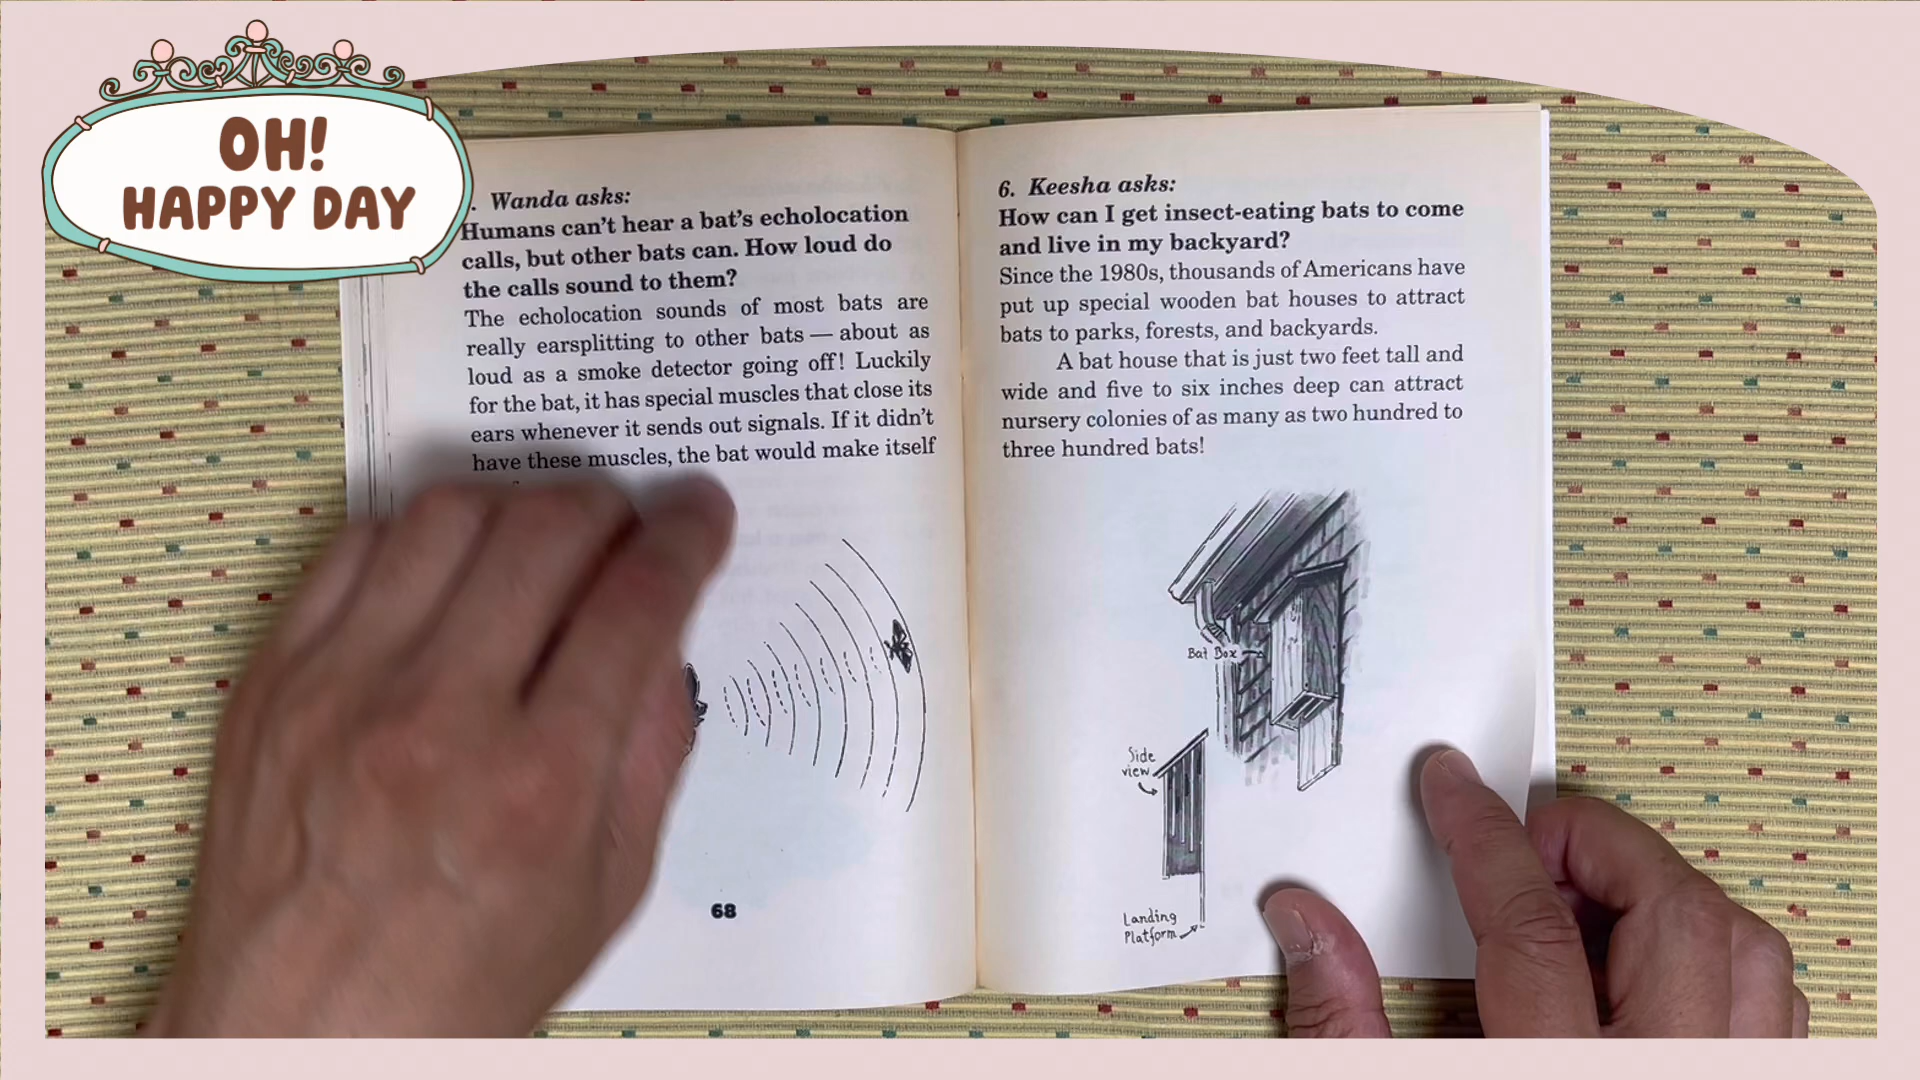 OH!
HAPPY DAY
. Wanda asks:
Humans can't hear a bat's echolocation
calls, but other bats can. How loud do
the calls sound to them?
The echolocation sounds of most bats are
really earsplitting to other bats — about as
loud as a smoke detector going off! Luckily
for the bat, it has special muscles that close its
ears whenever it sends out signals. If it didn't
have these muscles, the bat would make itself
68
6. Keesha asks:
How can I get insect-eating bats to come
and live in my backyard?
Since the 1980s, thousands of Americans have
put up special wooden bat houses to attract
bats to parks, forests, and backyards.
A bat house that is just two feet tall and
wide and five to six inches deep can attract
nursery colonies of as many as two hundred to
three hundred bats!
Bat Box
Side
view
Landing
Platform